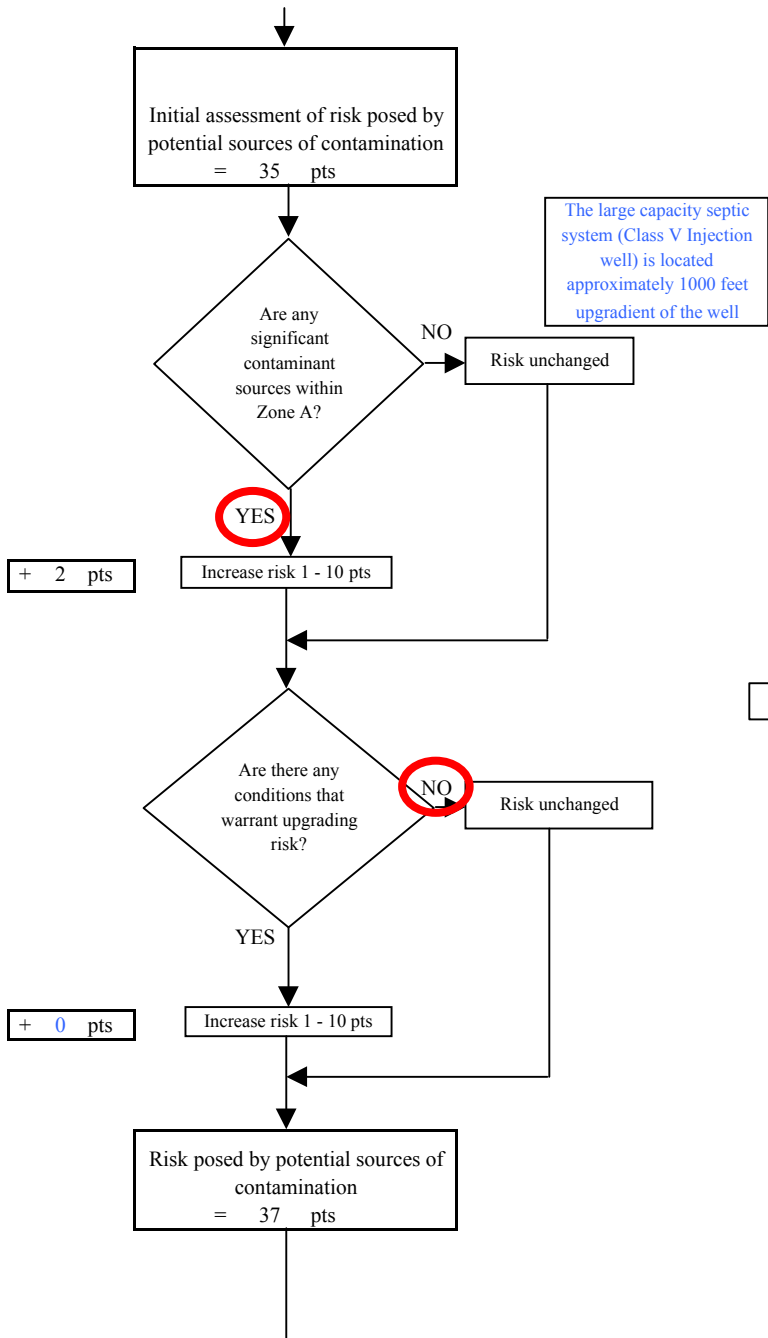 Initial assessment of risk posed by
potential sources of contamination
= 35 pts
The large capacity septic
system (Class V Injection
well) is located
approximately 1000 feet
upgradient of the well
Are any
significant
contaminant
sources within
Zone A?
NO
Risk unchanged
YES
+ 2 pts
Increase risk 1 - 10 pts
Are there any
conditions that
warrant upgrading
risk?
NO
Risk unchanged
YES
+ 0 pts
Increase risk 1 - 10 pts
Risk posed by potential sources of
contamination
= 37 pts